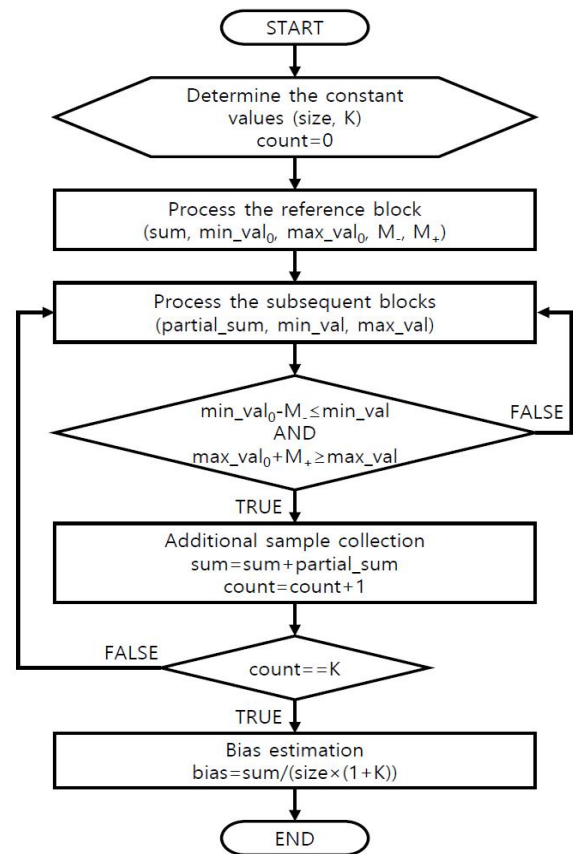 START
Determine the constant
values (size, K)
count=0
Process the reference block
(sum, min_val₀, max_val₀, M₋, M₊)
Process the subsequent blocks
(partial_sum, min_val, max_val)
min_val₀-M₋≤min_val
AND
max_val₀+M₊≥max_val
FALSE
TRUE
Additional sample collection
sum=sum+partial_sum
count=count+1
FALSE
count==K
TRUE
Bias estimation
bias=sum/(size×(1+K))
END